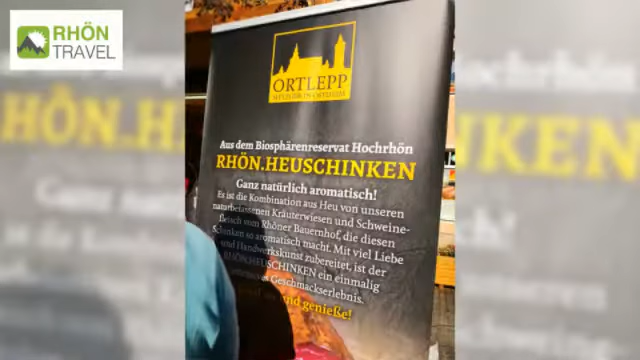 RHÖN
TRAVEL
ORTLEPP
Aus dem Biosphärenreservat Hochrhön
RHÖN.HEUSCHINKEN
Ganz natürlich aromatisch!
Es ist die Kombination aus Heu von unseren
naturbelassenen Kräuterwiesen und Schweine-
fleisch vom Rhöner Bauernhof, die diesen
Schinken so aromatisch macht. Mit viel Liebe
und Handwerkskunst zubereitet, ist der
RHÖN.HEUSCHINKEN ein einmalig
Geschmackserlebnis.
und genieße!